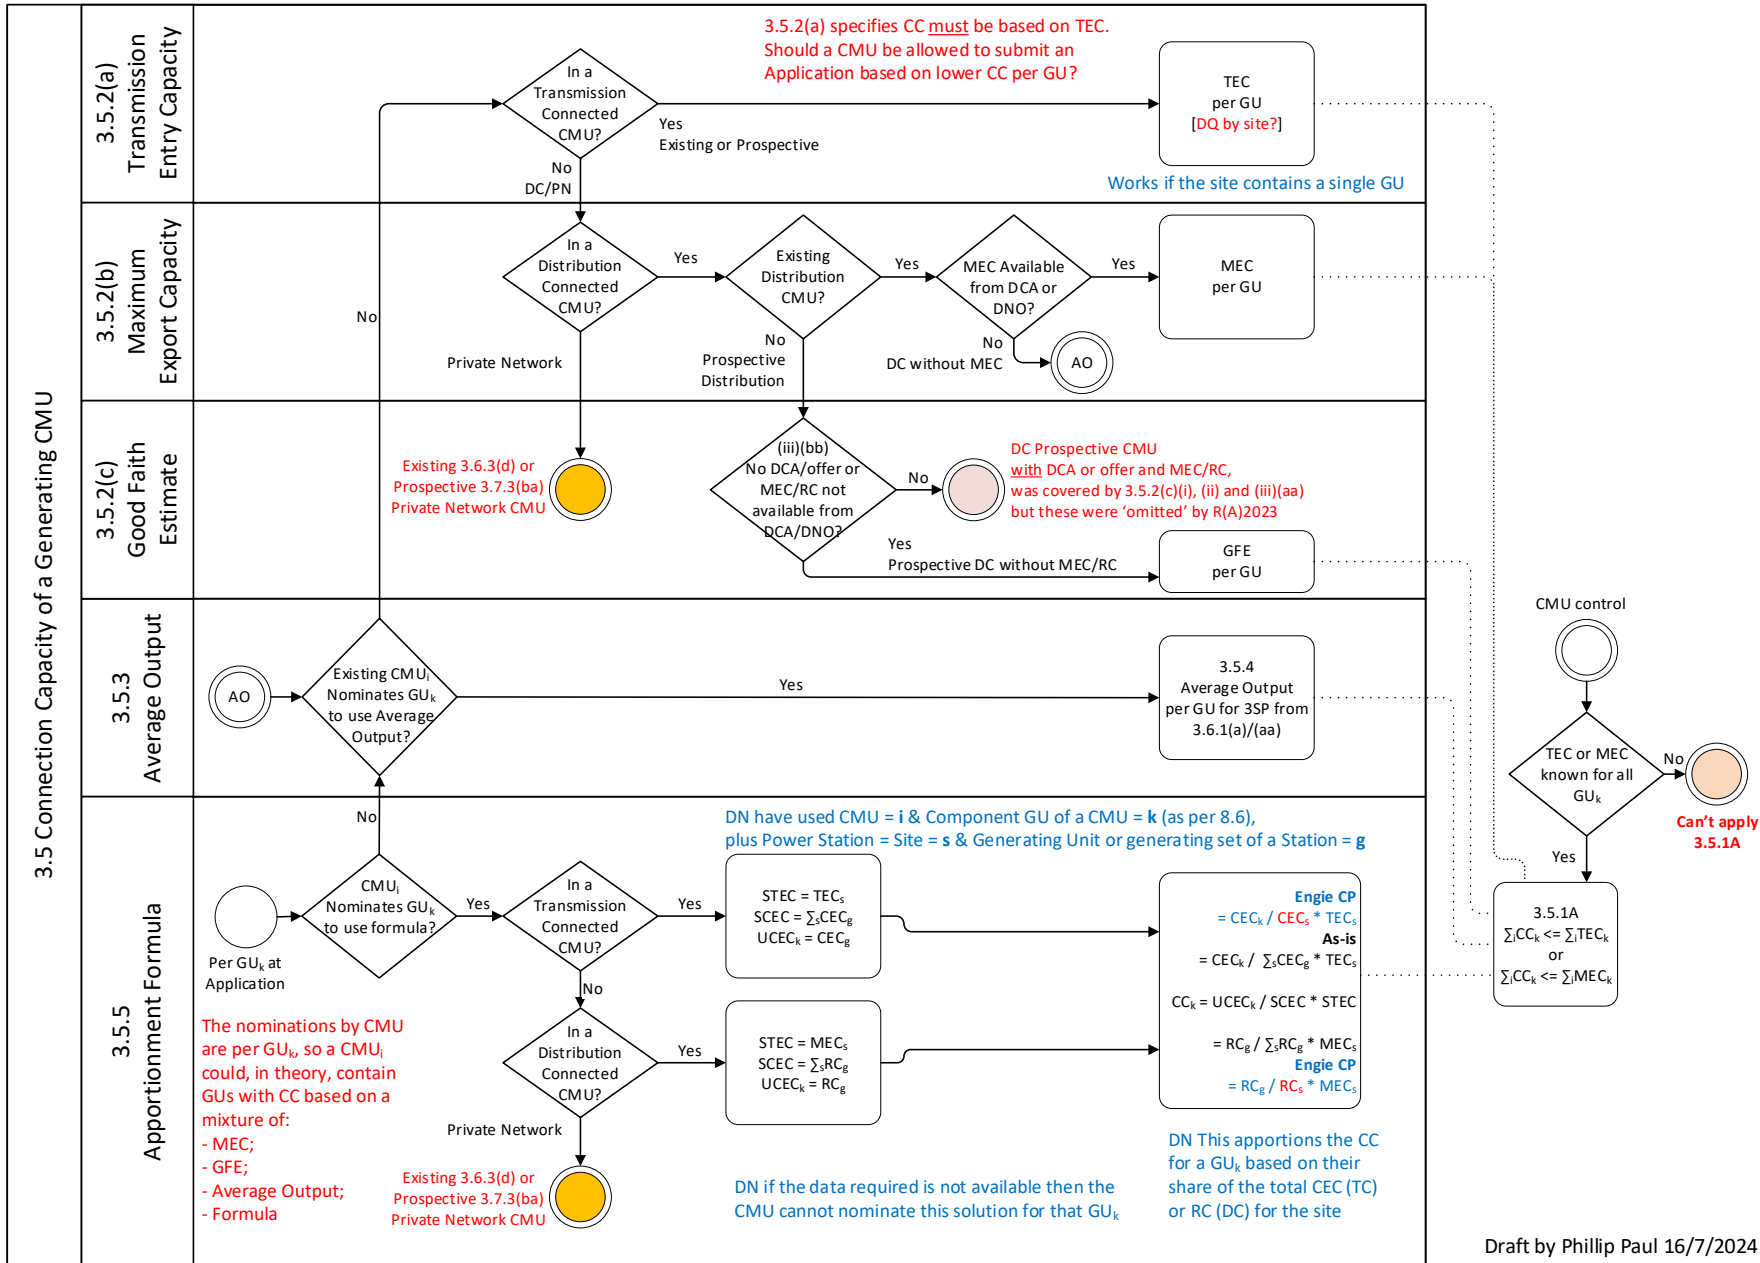 3.5 Connection Capacity of a Generating CMU
3.5.2(a)
Transmission
Entry Capacity
In a
Transmission
Connected
CMU?
Yes
Existing or Prospective
No
DC/PN
3.5.2(a) specifies CC must be based on TEC.
Should a CMU be allowed to submit an
Application based on lower CC per GU?
TEC
per GU
[DQ by site?]
Works if the site contains a single GU
3.5.2(b)
Maximum
Export Capacity
No
In a
Distribution
Connected
CMU?
Yes
Existing
Distribution
CMU?
Yes
MEC Available
from DCA or
DNO?
Yes
MEC
per GU
Private Network
No
Prospective
Distribution
No
DC without MEC
AO
3.5.2(c)
Good Faith
Estimate
Existing 3.6.3(d) or
Prospective 3.7.3(ba)
Private Network CMU
(iii)(bb)
No DCA/offer or
MEC/RC not
available from
DCA/DNO?
No
DC Prospective CMU
with DCA or offer and MEC/RC,
was covered by 3.5.2(c)(i), (ii) and (iii)(aa)
but these were ‘omitted’ by R(A)2023
Yes
Prospective DC without MEC/RC
GFE
per GU
3.5.3
Average Output
AO
Existing CMUi
Nominates GUk
to use Average
Output?
Yes
3.5.4
Average Output
per GU for 3SP from
3.6.1(a)/(aa)
No
3.5.5
Apportionment Formula
Per GUk at
Application
CMUi
Nominates GUk
to use formula?
Yes
In a
Transmission
Connected
CMU?
Yes
DN have used CMU = i & Component GU of a CMU = k (as per 8.6),
plus Power Station = Site = s & Generating Unit or generating set of a Station = g
STEC = TECs
SCEC = ∑sCECg
UCECk = CECg
No
In a
Distribution
Connected
CMU?
Yes
STEC = MECs
SCEC = ∑sRCg
UCECk = RCg
Private Network
Existing 3.6.3(d) or
Prospective 3.7.3(ba)
Private Network CMU
The nominations by CMU
are per GUk, so a CMUi
could, in theory, contain
GUs with CC based on a
mixture of:
- MEC;
- GFE;
- Average Output;
- Formula
DN if the data required is not available then the
CMU cannot nominate this solution for that GUk
Engie CP
= CECk / CECs * TECs
As-is
= CECk / ∑sCECg * TECs
CCk = UCECk / SCEC * STEC
= RCg / ∑sRCg * MECs
Engie CP
= RCg / RCs * MECs
DN This apportions the CC
for a GUk based on their
share of the total CEC (TC)
or RC (DC) for the site
CMU control
TEC or MEC
known for all
GUk
No
Can’t apply
3.5.1A
Yes
3.5.1A
∑iCCk <= ∑iTECk
or
∑iCCk <= ∑iMECk
Draft by Phillip Paul 16/7/2024